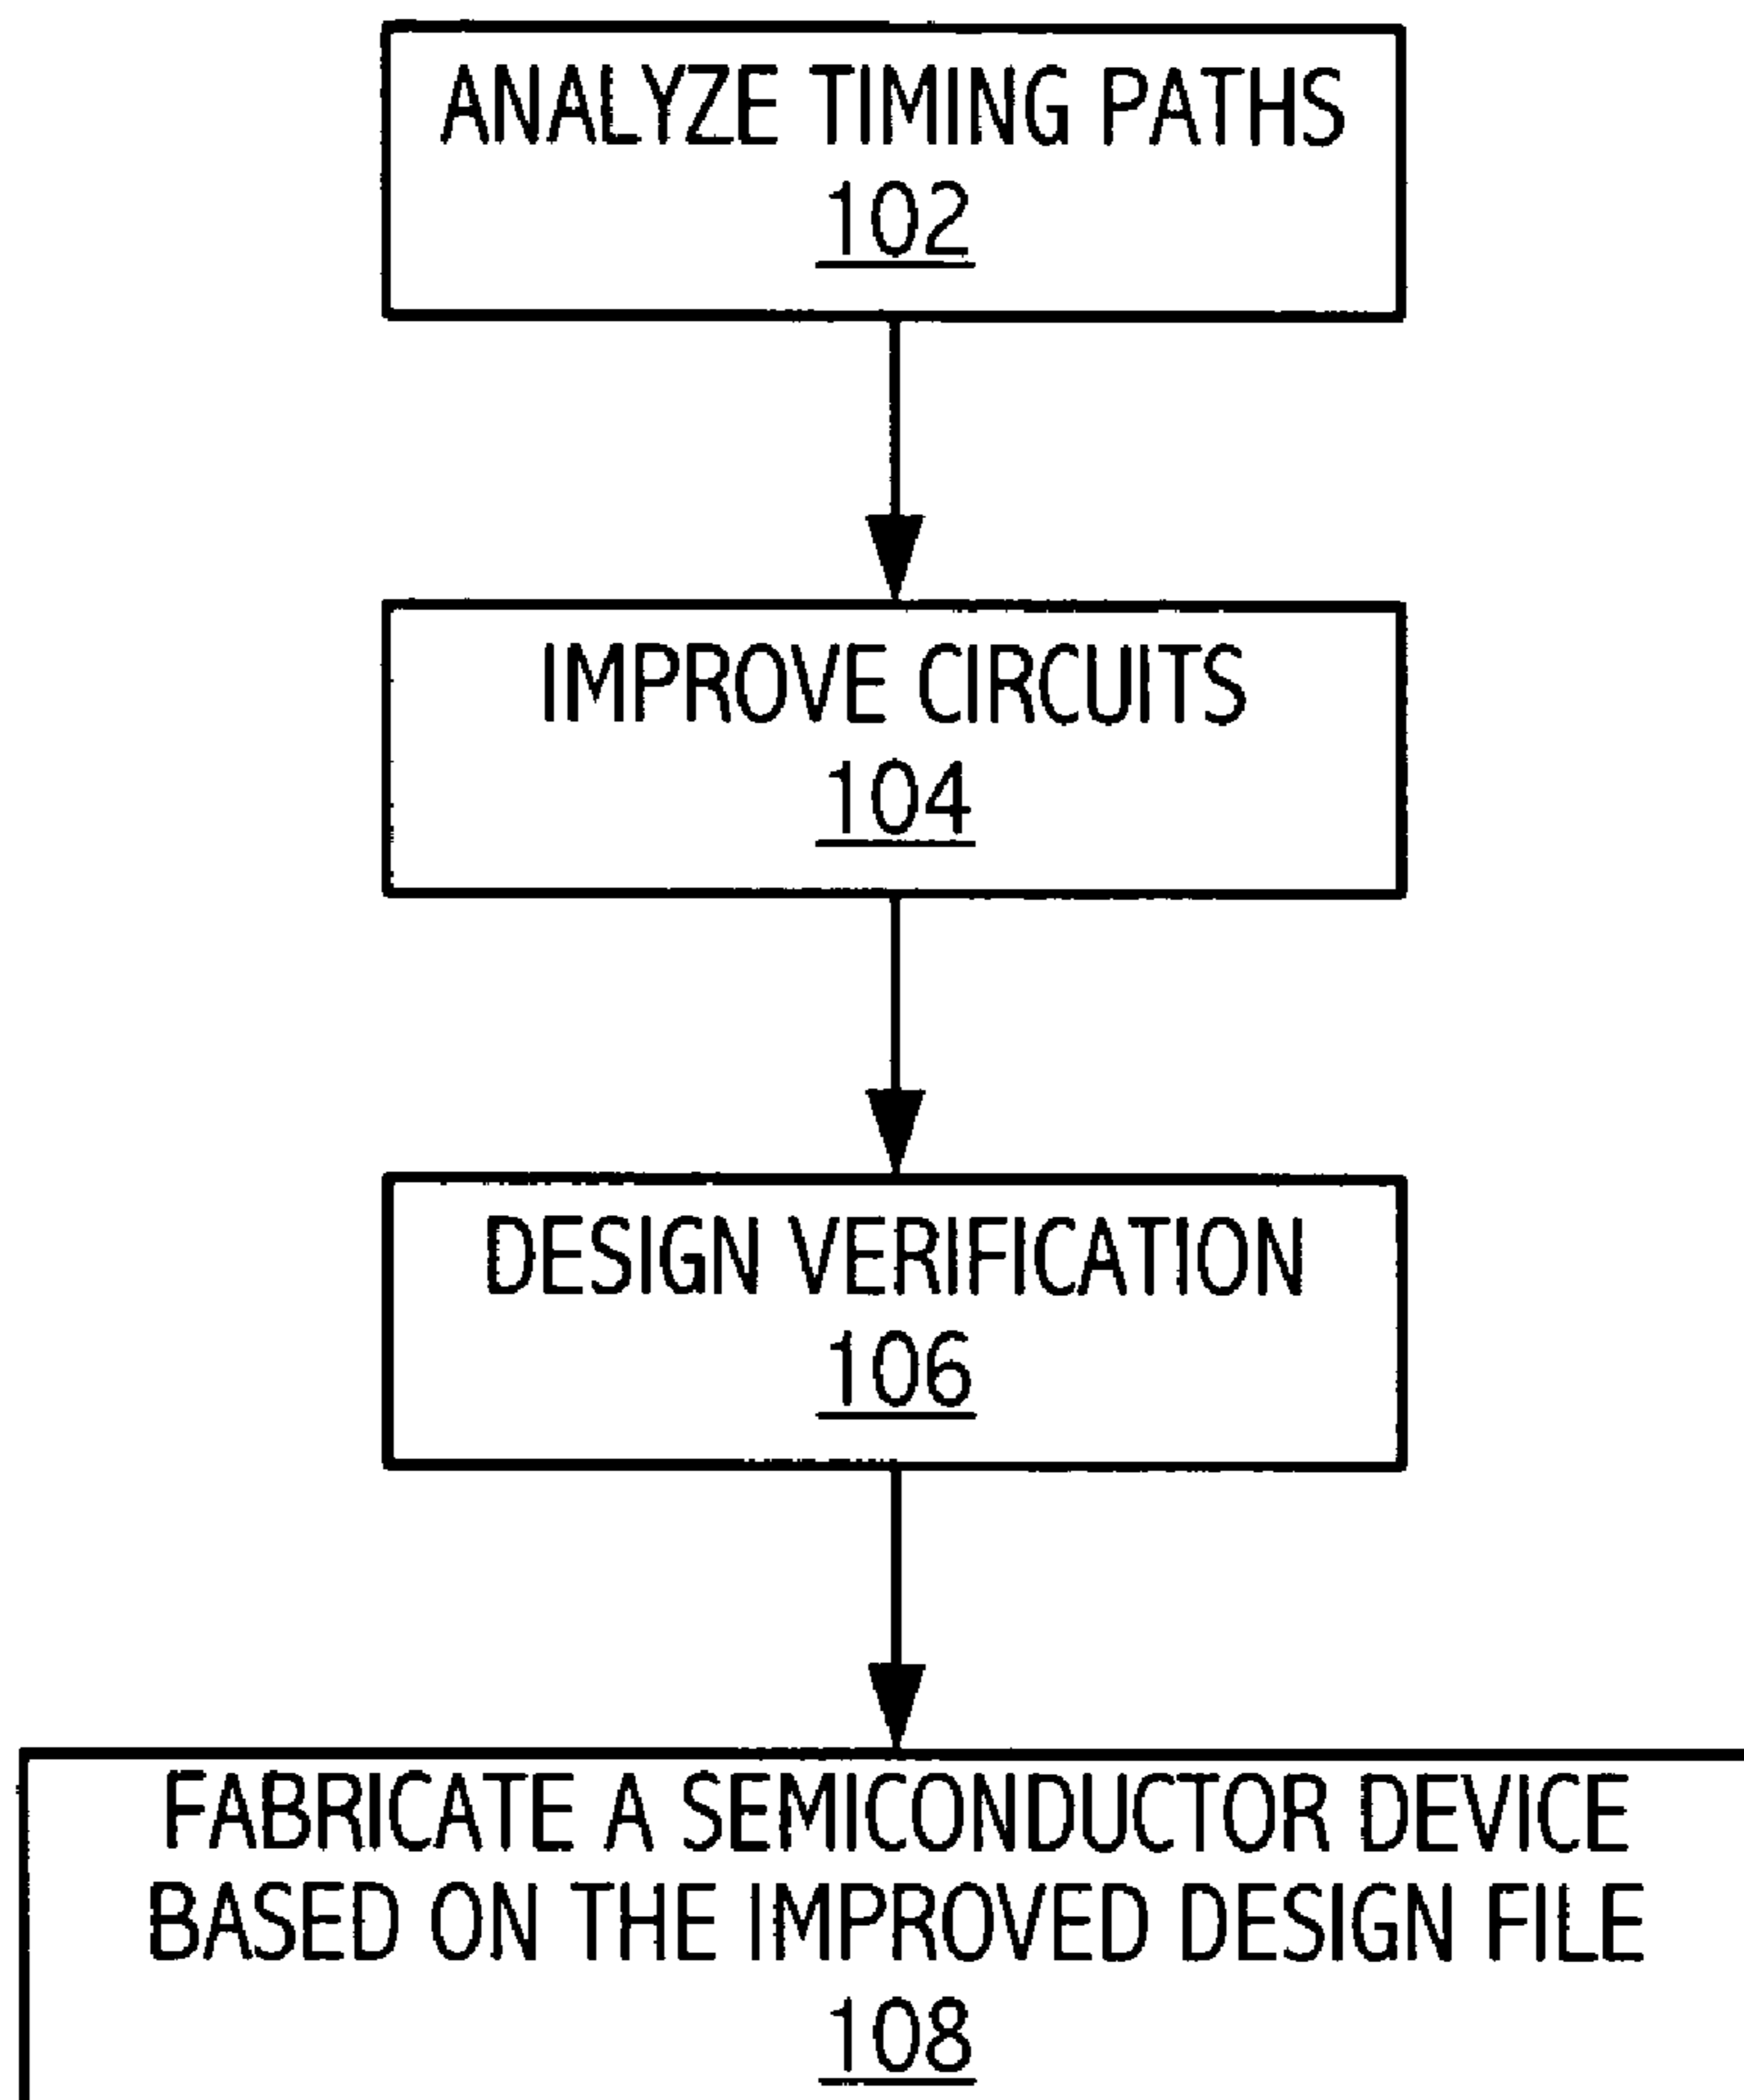 ANALYZE TIMING PATHS
102
IMPROVE CIRCUITS
104
DESIGN VERIFICATION
106
FABRICATE A SEMICONDUCTOR DEVICE
BASED ON THE IMPROVED DESIGN FILE
108